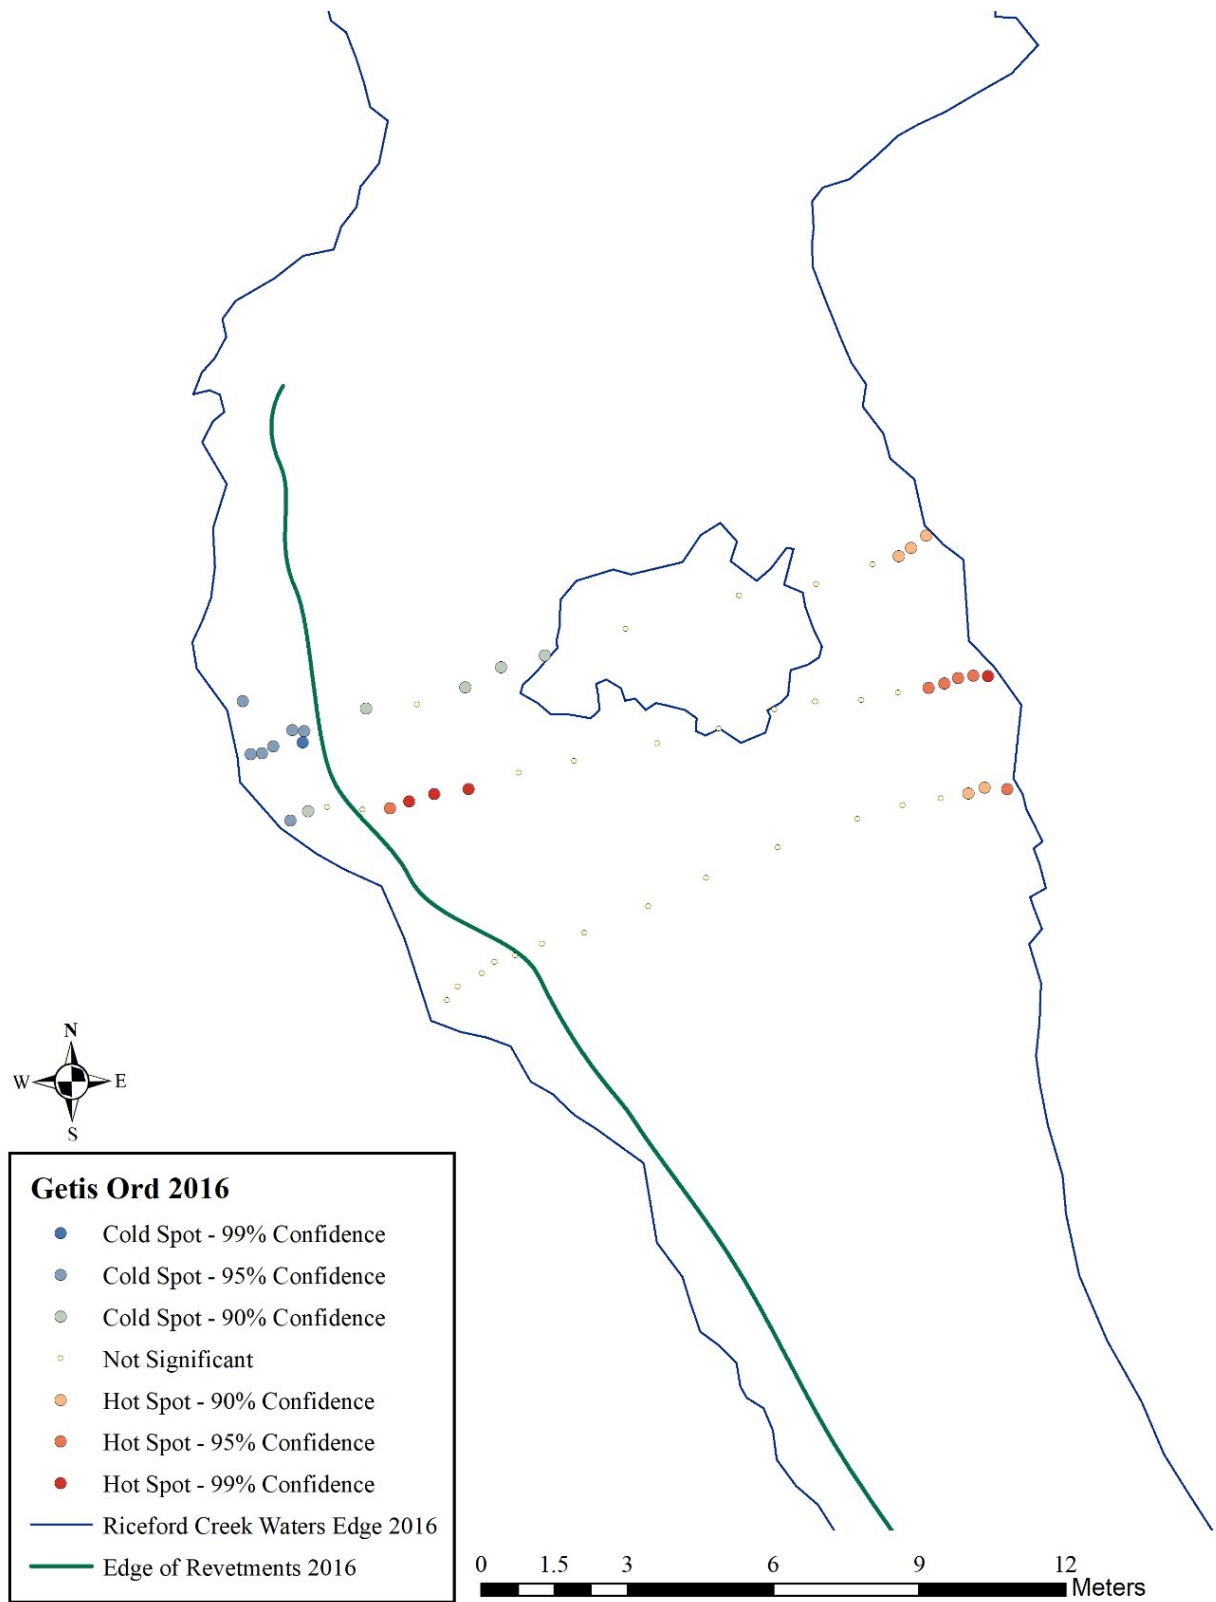 N
W E
S
Getis Ord 2016
Cold Spot - 99% Confidence
Cold Spot - 95% Confidence
Cold Spot - 90% Confidence
Not Significant
Hot Spot - 90% Confidence
Hot Spot - 95% Confidence
Hot Spot - 99% Confidence
Riceford Creek Waters Edge 2016
Edge of Revetments 2016
0 1.5 3 6 9 12
Meters